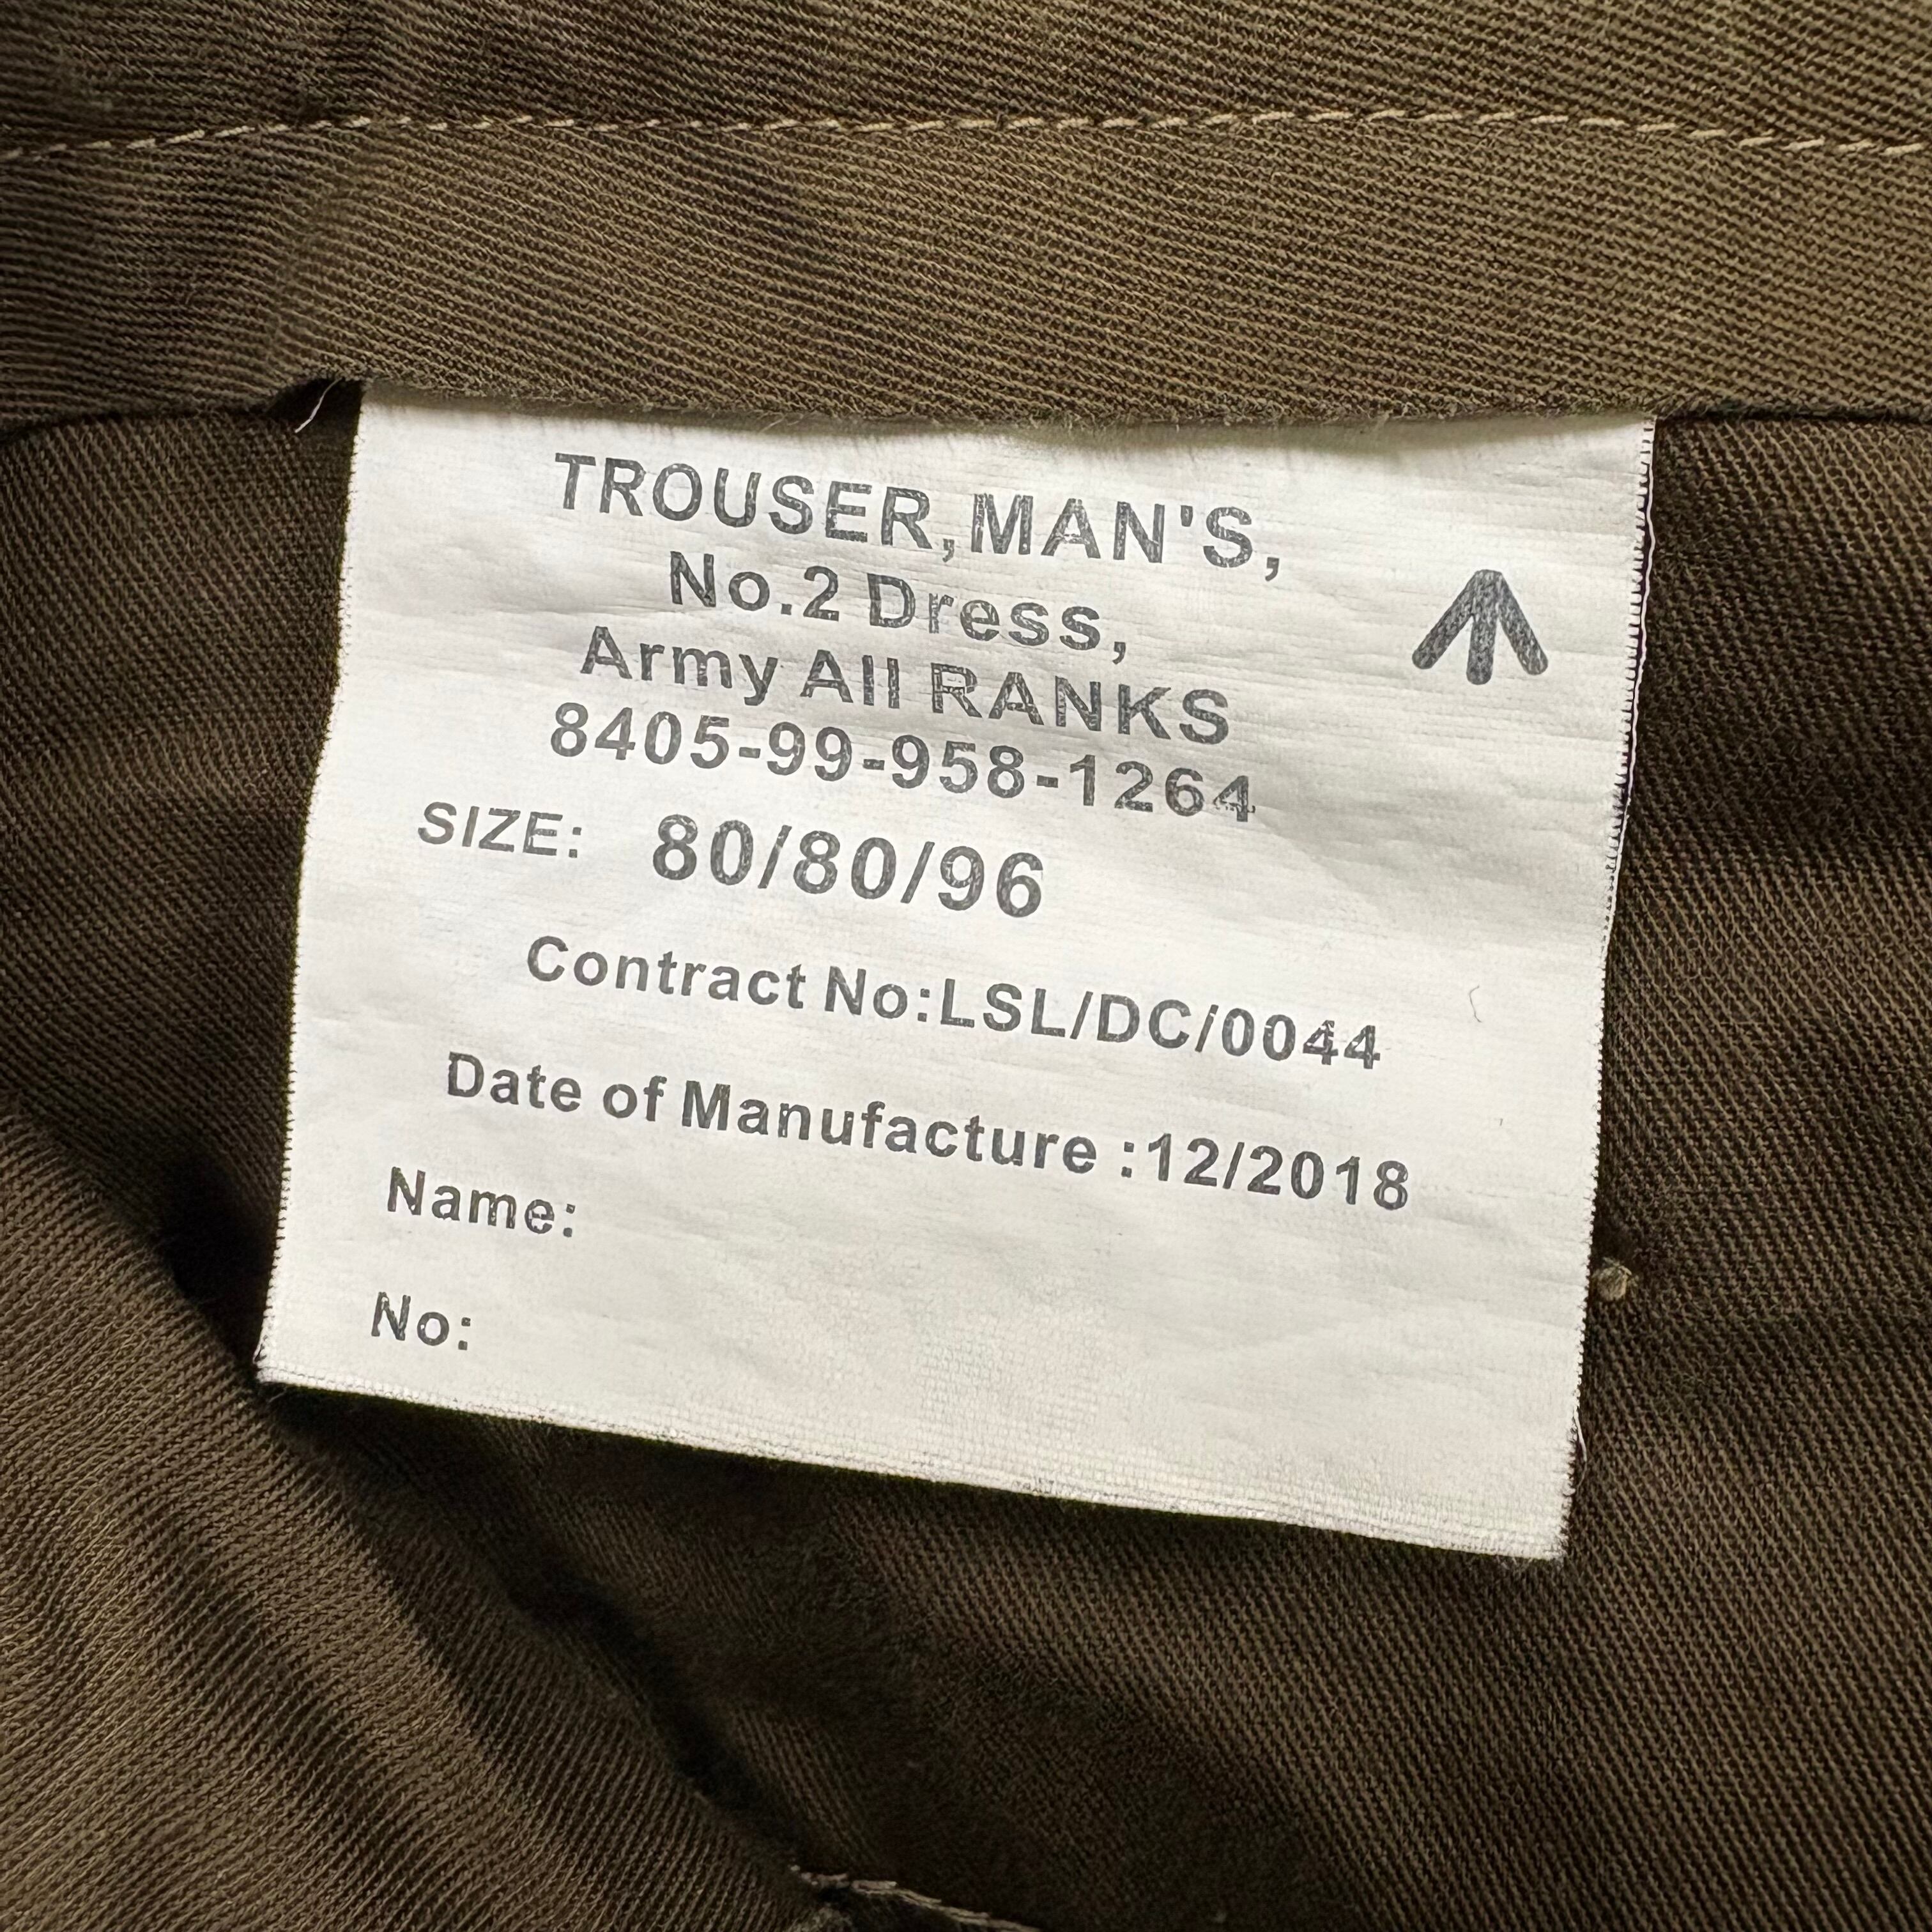 TROUSER,MAN'S,
No.2 Dress,
Army All RANKS
8405-99-958-1264
SIZE: 80/80/96
Contract No:LSL/DC/0044
Date of Manufacture :12/2018
Name:
No: